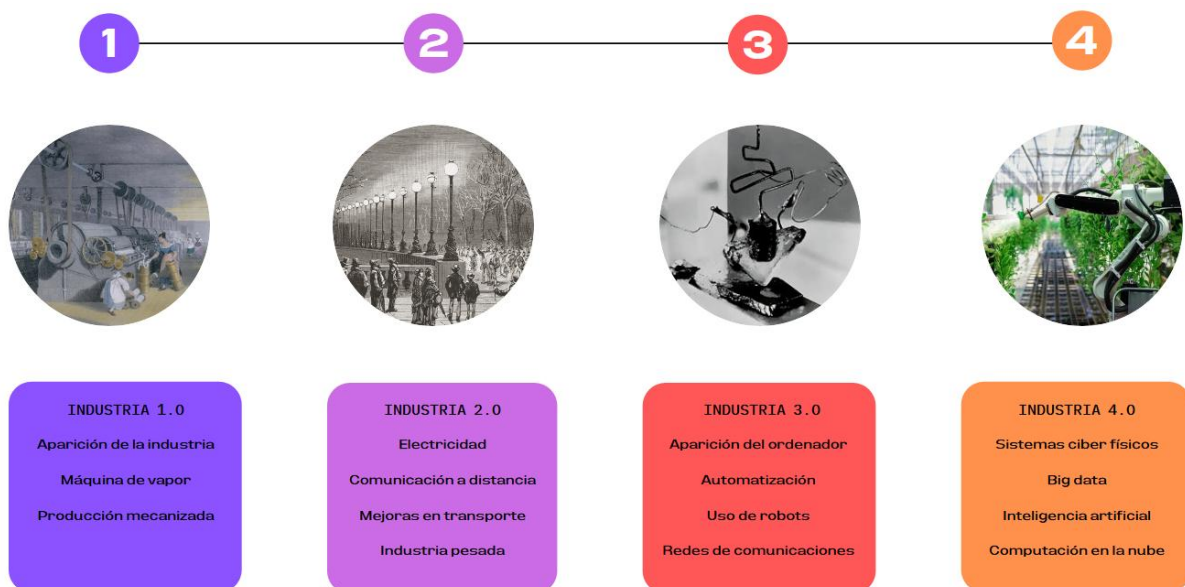 1
2
3
4
INDUSTRIA 1.0
Aparición de la industria
Máquina de vapor
Producción mecanizada
INDUSTRIA 2.0
Electricidad
Comunicación a distancia
Mejoras en transporte
Industria pesada
INDUSTRIA 3.0
Aparición del ordenador
Automatización
Uso de robots
Redes de comunicaciones
INDUSTRIA 4.0
Sistemas ciber físicos
Big data
Inteligencia artificial
Computación en la nube